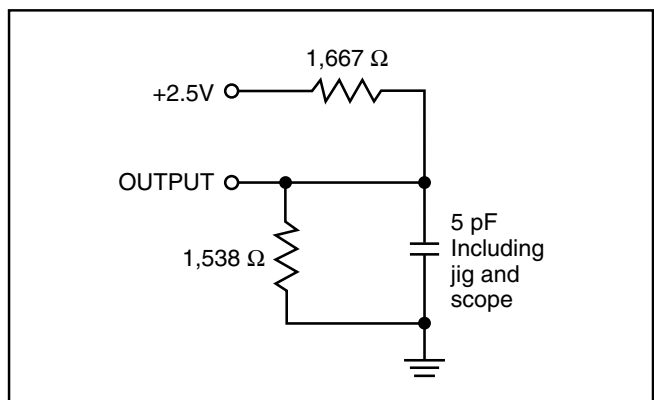 1,667 Ω
+2.5V
OUTPUT
1,538 Ω
5 pF
Including
jig and
scope